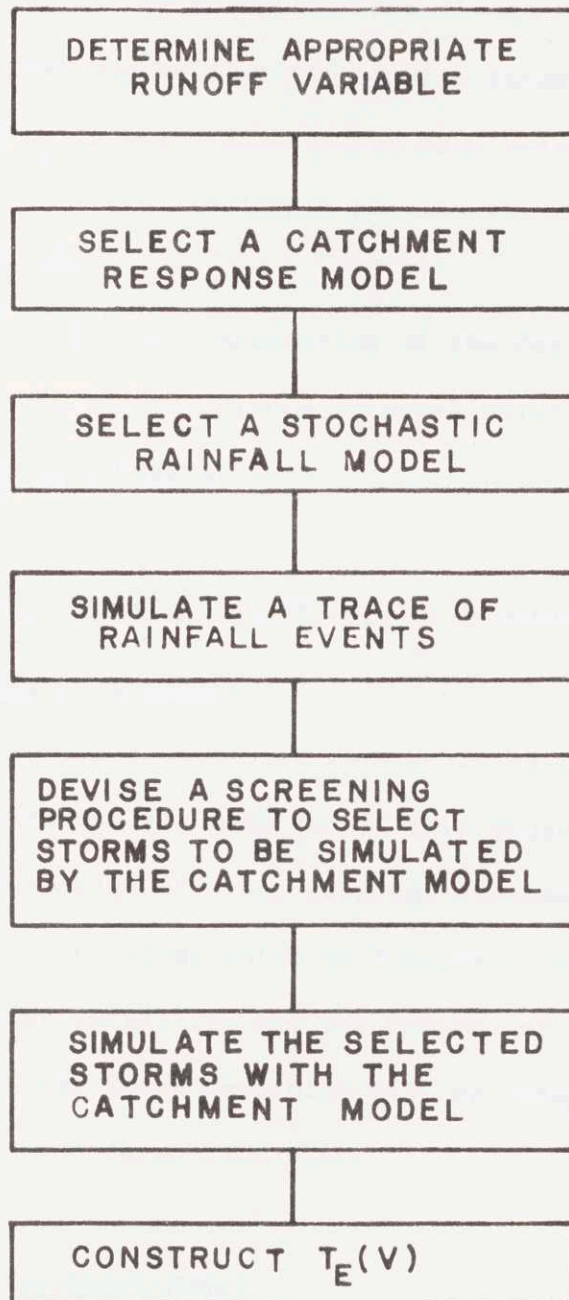 DETERMINE APPROPRIATE
RUNOFF VARIABLE
SELECT A CATCHMENT
RESPONSE MODEL
SELECT A STOCHASTIC
RAINFALL MODEL
SIMULATE A TRACE OF
RAINFALL EVENTS
DEVISE A SCREENING
PROCEDURE TO SELECT
STORMS TO BE SIMULATED
BY THE CATCHMENT MODEL
SIMULATE THE SELECTED
STORMS WITH THE
CATCHMENT MODEL
CONSTRUCT T_E(V)